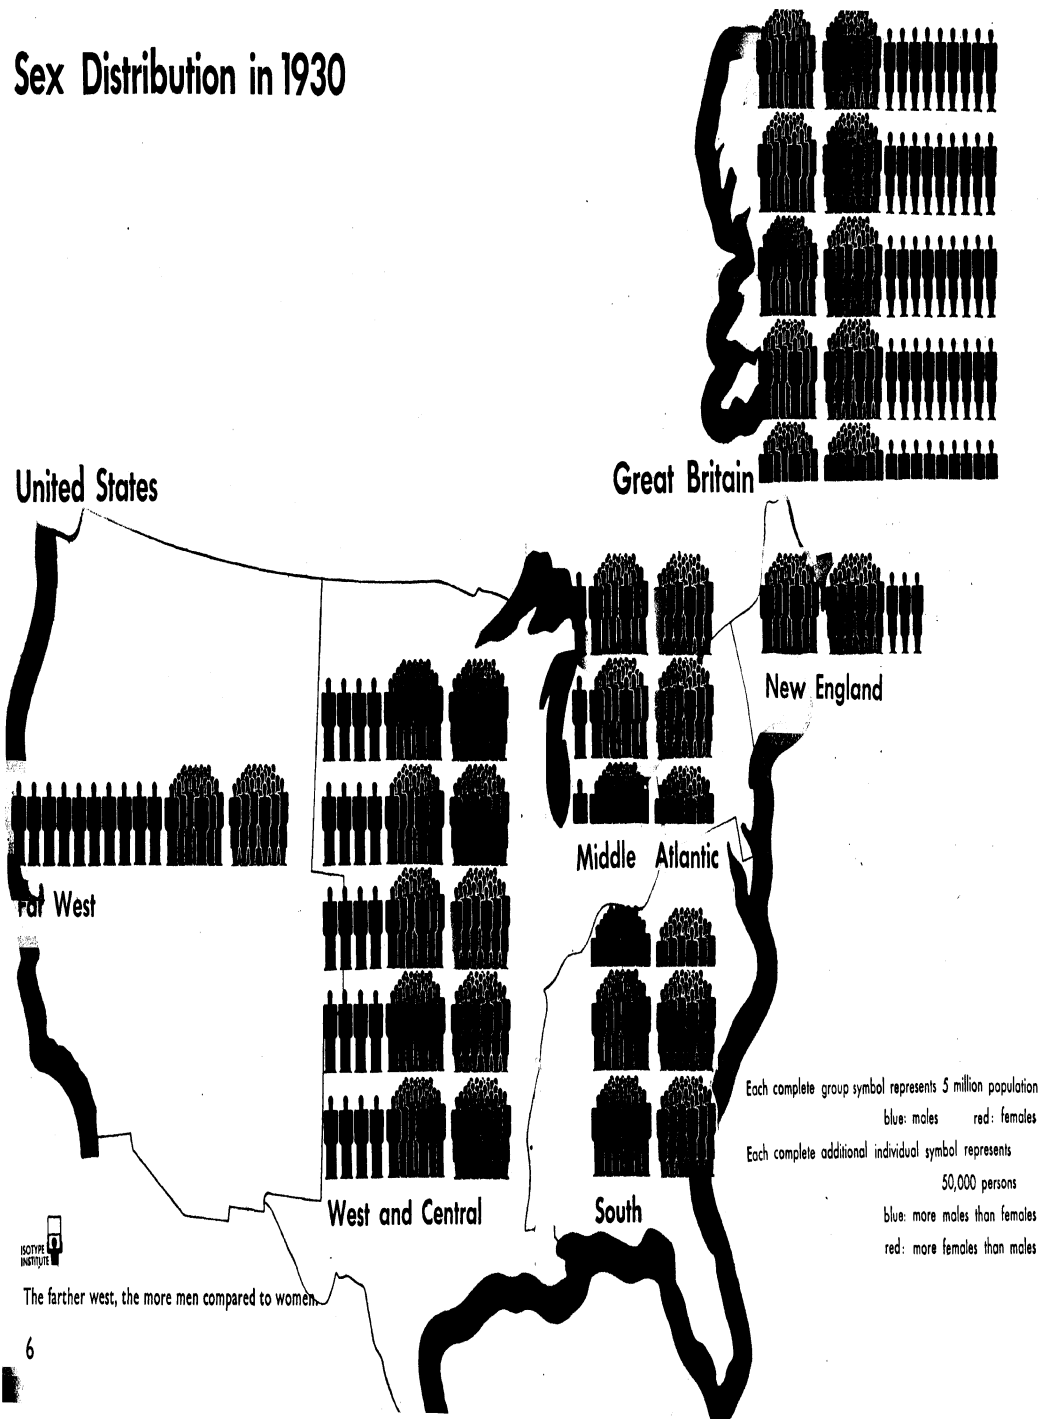 Sex Distribution in 1930
United States
Great Britain
New England
Middle Atlantic
Far West
West and Central
South
Each complete group symbol represents 5 million population
blue: males red: females
Each complete additional individual symbol represents
50,000 persons
blue: more males than females
red: more females than males
ISOTYPE
INSTITUTE
The farther west, the more men compared to women.
6